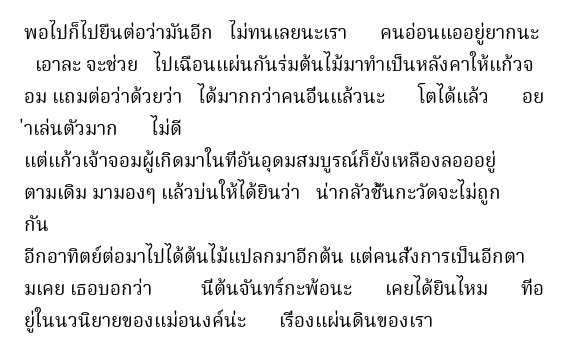 พอไปก็ไปยืนต่อว่ามันอีก   ไม่ทนเลยนะเรา      คนอ่อนแออยู่ยากนะ
เอาละ จะช่วย   ไปเฉือนแผ่นกันร่มต้นไม้มาทำเป็นหลังคาให้แก้วจ
อม แถมต่อว่าด้วยว่า   ได้มากกว่าคนอื่นแล้วนะ      โตได้แล้ว      อย
่าเล่นตัวมาก      ไม่ดี
แต่แก้วเจ้าจอมผู้เกิดมาในที่อันอุดมสมบูรณ์ก็ยังเหลืองลอออยู่
ตามเดิม มามองๆ แล้วบ่นให้ได้ยินว่า   น่ากลัวชั้นกะวัดจะไม่ถูก
กัน
อีกอาทิตย์ต่อมาไปได้ต้นไม้แปลกมาอีกต้น แต่คนสั่งการเป็นอีกตา
มเคย เธอบอกว่า         นี่ต้นจันทร์กะพ้อนะ      เคยได้ยินไหม      ที่อ
ยู่ในนวนิยายของแม่อนงค์น่ะ      เรื่องแผ่นดินของเรา